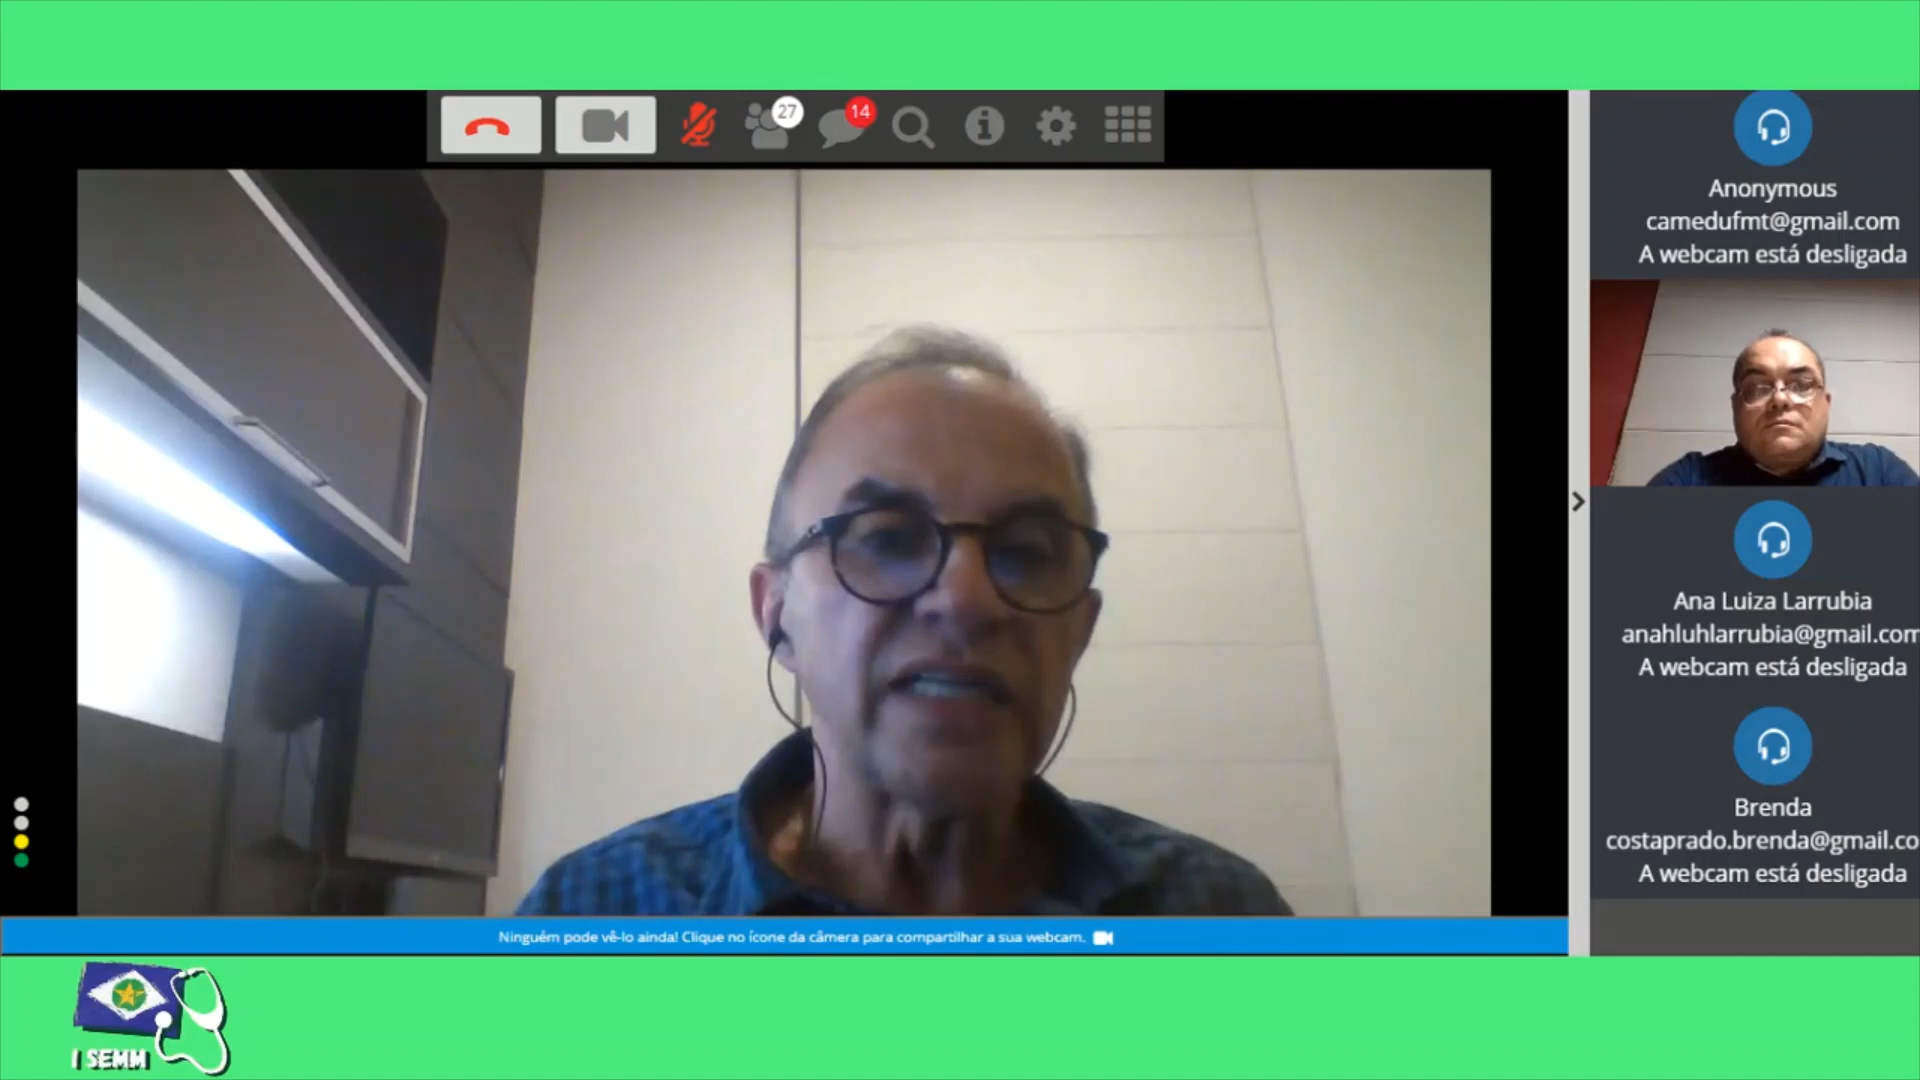 27
14
Anonymous
camedufmt@gmail.com
A webcam está desligada
Ana Luiza Larrubia
anahluhlarrubia@gmail.com
A webcam está desligada
Brenda
costaprado.brenda@gmail.co
A webcam está desligada
Ninguém pode vê-lo ainda! Clique no ícone da câmera para compartilhar a sua webcam.
I SEMM